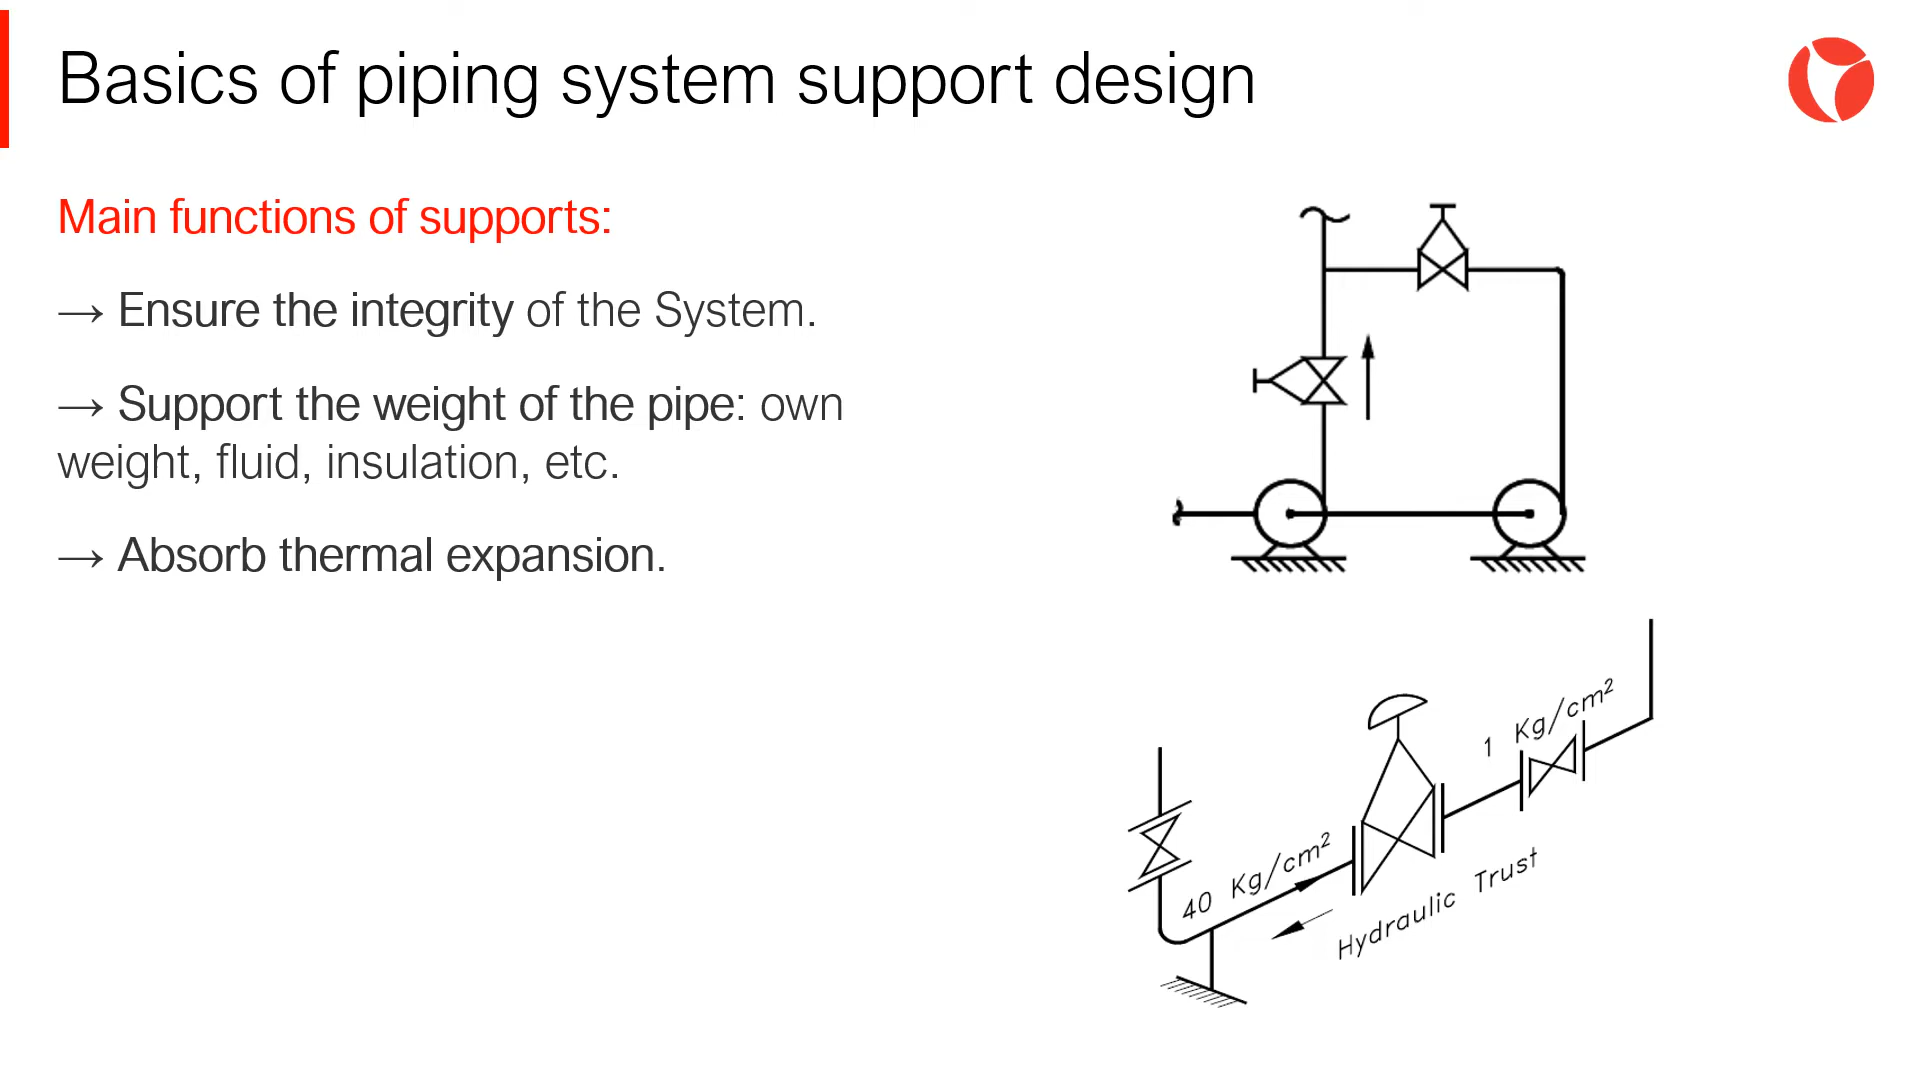 Basics of piping system support design
Main functions of supports:
→ Ensure the integrity of the System.
→ Support the weight of the pipe: own
weight, fluid, insulation, etc.
→ Absorb thermal expansion.
1 Kg/cm²
40 Kg/cm²
Hydraulic Trust